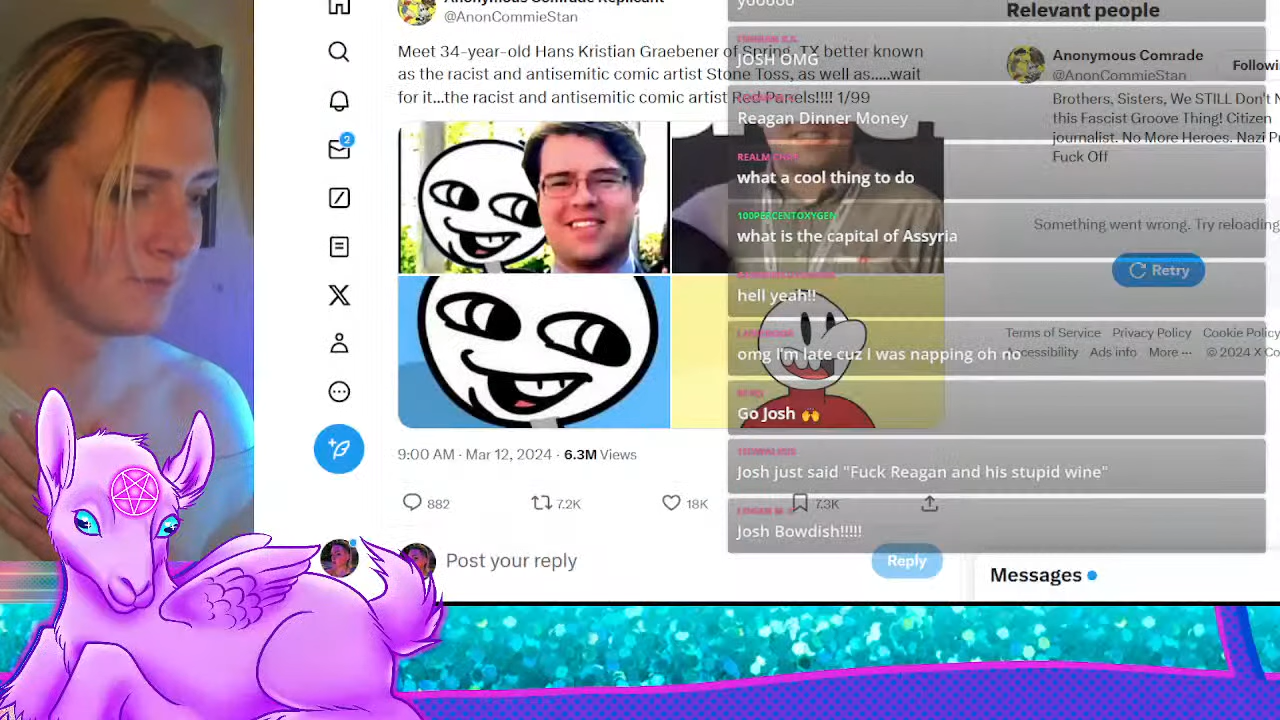 @AnonCommieStan
Meet 34-year-old Hans Kristian Graebener of Spring, TX better known
as the racist and antisemitic comic artist Stone Toss, as well as.....wait
for it...the racist and antisemitic comic artist RedPanels!!!! 1/99
2
9:00 AM · Mar 12, 2024 · 6.3M Views
882
7.2K
18K
7.3K
Post your reply
Reply
yooooo
JOSH OMG
Reagan Dinner Money
REALM
what a cool thing to do
100PERCENTOXYGEN
what is the capital of Assyria
hell yeah!!
omg I'm late cuz I was napping oh no
Go Josh 🙌
Josh just said "Fuck Reagan and his stupid wine"
Josh Bowdish!!!!!
Relevant people
Anonymous Comrade
Followi
@AnonCommieStan
Brothers, Sisters, We STILL Don't N
this Fascist Groove Thing! Citizen
journalist. No More Heroes. Nazi P
Fuck Off
Something went wrong. Try reloading
Retry
Terms of Service Privacy Policy Cookie Policy
Accessibility Ads info More ··· © 2024 X Co
Messages